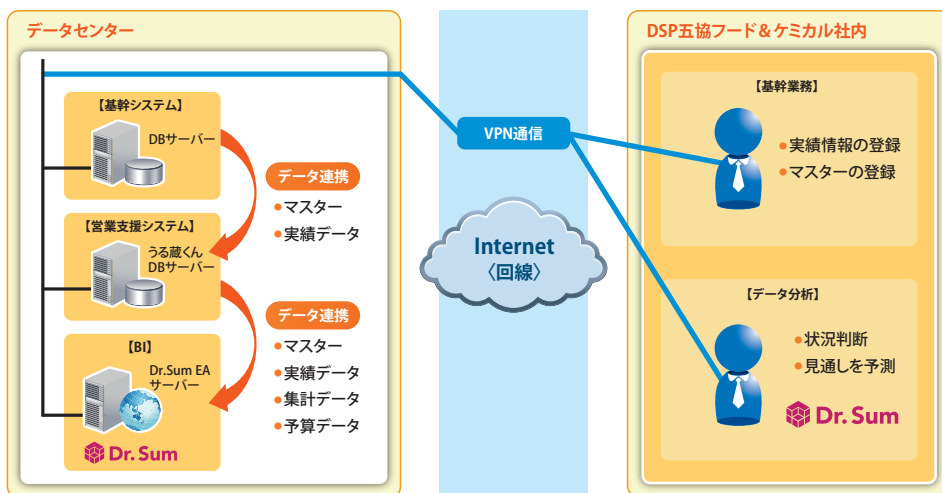 データセンター
【基幹システム】
DBサーバー
データ連携
●マスター
●実績データ
【営業支援システム】
うる蔵くん
DBサーバー
データ連携
●マスター
●実績データ
●集計データ
●予算データ
【BI】
Dr.Sum EA
サーバー
Dr.Sum
VPN通信
Internet
〈回線〉
DSP五協フード＆ケミカル社内
【基幹業務】
●実績情報の登録
●マスターの登録
【データ分析】
●状況判断
●見通しを予測
Dr.Sum